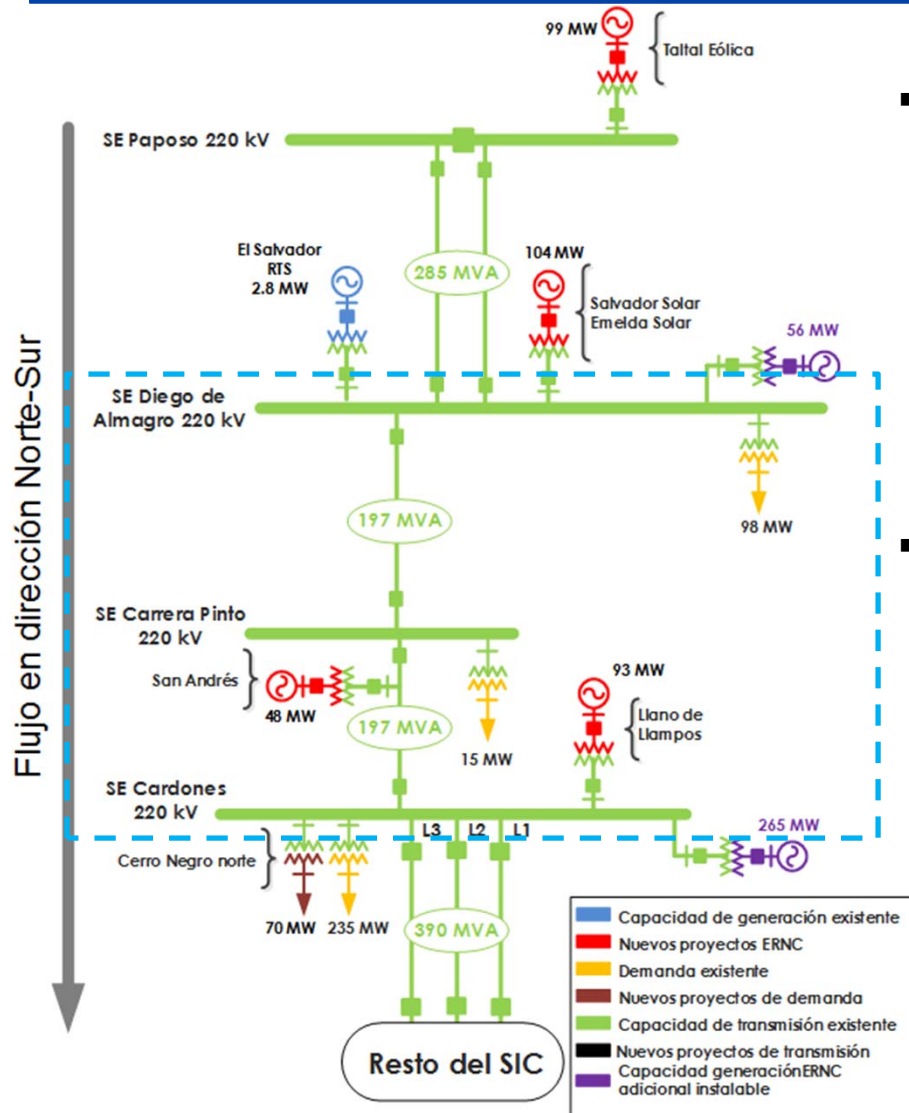 99 MW
Taltal Eólica
SE Paposo 220 kV
El Salvador
RTS
2.8 MW
285 MVA
104 MW
Salvador Solar
Emelda Solar
56 MW
SE Diego de
Almagro 220 kV
98 MW
197 MVA
Flujo en dirección Norte-Sur
SE Carrera Pinto
220 kV
San Andrés
48 MW
197 MVA
15 MW
93 MW
Llano de
Llampos
SE Cardones
220 kV
L3
L2
L1
265 MW
Cerro Negro norte
70 MW
235 MW
390 MVA
Resto del SIC
Capacidad de generación existente
Nuevos proyectos ERNC
Demanda existente
Nuevos proyectos de demanda
Capacidad de transmisión existente
Nuevos proyectos de transmisión
Capacidad generaciónERNC
adicional instalable